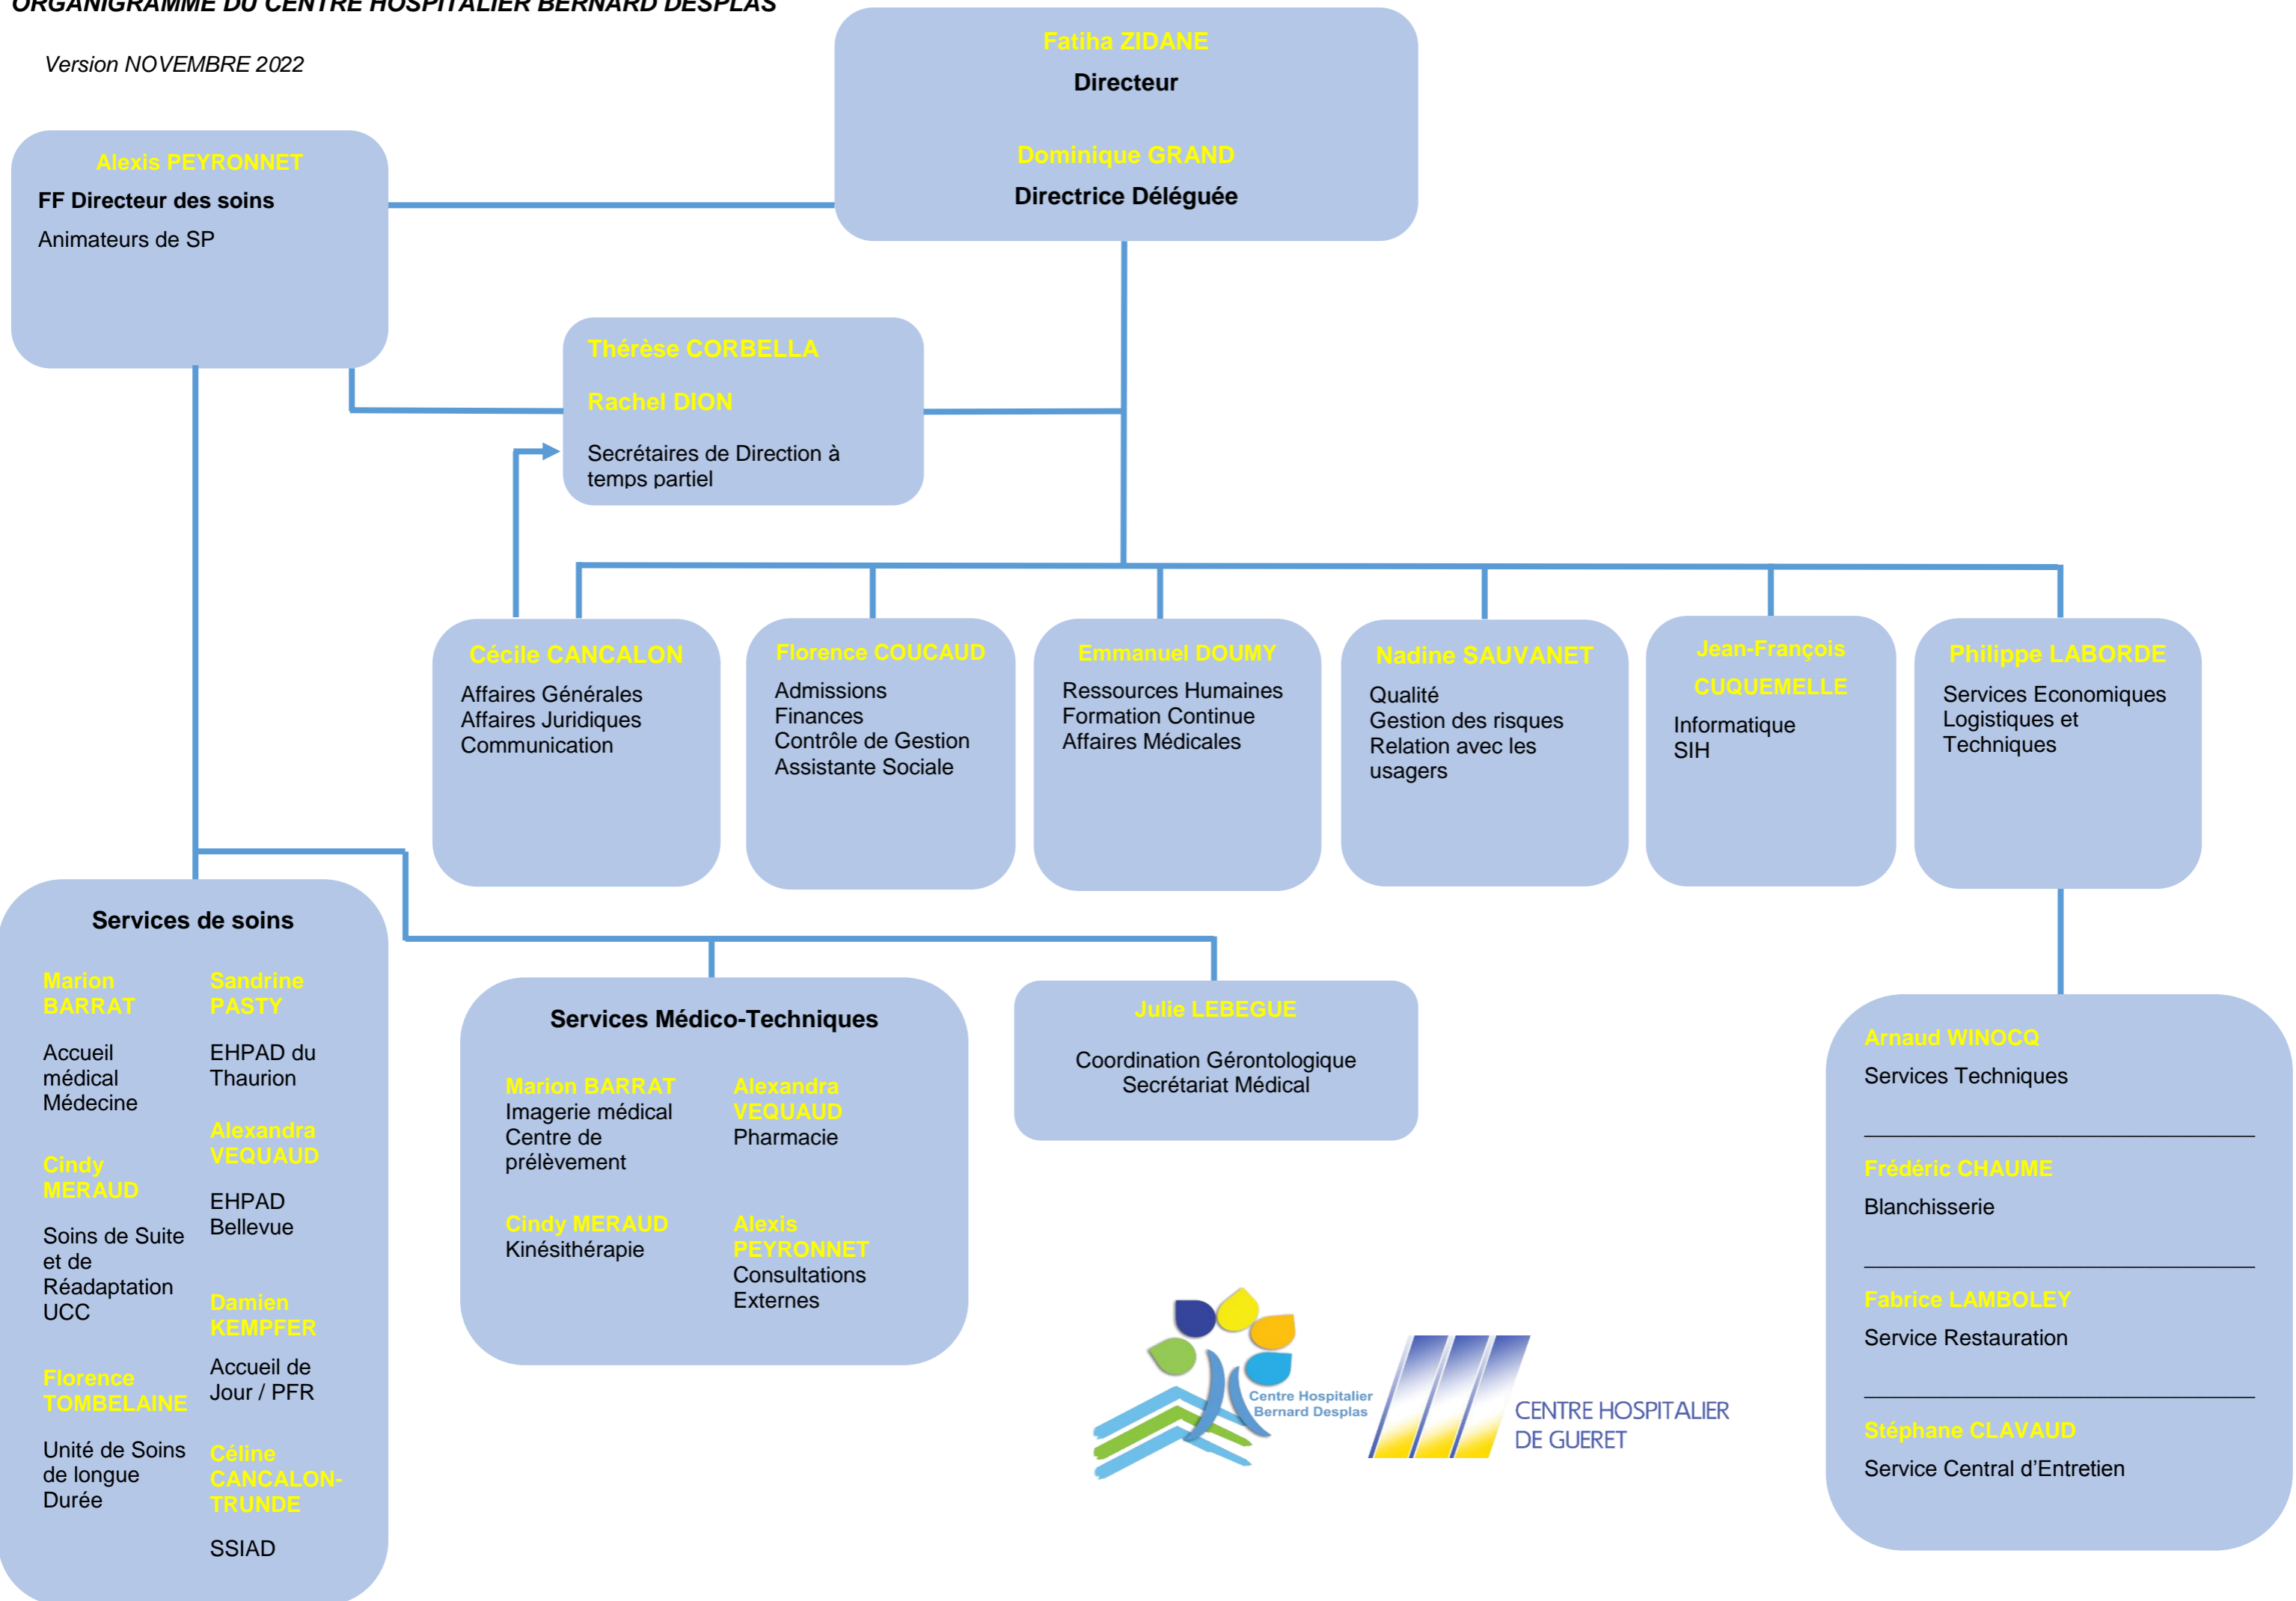 ORGANIGRAMME DU CENTRE HOSPITALIER BERNARD DESPLAS
Version NOVEMBRE 2022
Fatiha ZIDANE
Directeur
Dominique GRAND
Directrice Déléguée
Alexis PEYRONNET
FF Directeur des soins
Animateurs de SP
Thérèse CORBELLA
Rachel DION
Secrétaires de Direction à
temps partiel
Cécile CANCALON
Affaires Générales
Affaires Juridiques
Communication
Florence COUCAUD
Admissions
Finances
Contrôle de Gestion
Assistante Sociale
Emmanuel DOUMY
Ressources Humaines
Formation Continue
Affaires Médicales
Nadine SAUVANET
Qualité
Gestion des risques
Relation avec les
usagers
Jean-François
CUQUEMELLE
Informatique
SIH
Philippe LABORDE
Services Economiques
Logistiques et
Techniques
Services de soins
Marion
BARRAT
Accueil
médical
Médecine
Cindy
MERAUD
Soins de Suite
et de
Réadaptation
UCC
Florence
TOMBELAINE
Unité de Soins
de longue
Durée
Sandrine
PASTY
EHPAD du
Thaurion
Alexandra
VEQUAUD
EHPAD
Bellevue
Damien
KEMPFER
Accueil de
Jour / PFR
Céline
CANCALON-
TRUNDE
SSIAD
Services Médico-Techniques
Marion BARRAT
Imagerie médical
Centre de
prélèvement
Cindy MERAUD
Kinésithérapie
Alexandra
VEQUAUD
Pharmacie
Alexis
PEYRONNET
Consultations
Externes
Julie LEBEGUE
Coordination Gérontologique
Secrétariat Médical
Arnaud WINOCQ
Services Techniques
Frédéric CHAUME
Blanchisserie
Fabrice LAMBOLEY
Service Restauration
Stéphane CLAVAUD
Service Central d’Entretien
Centre Hospitalier
Bernard Desplas
CENTRE HOSPITALIER
DE GUERET